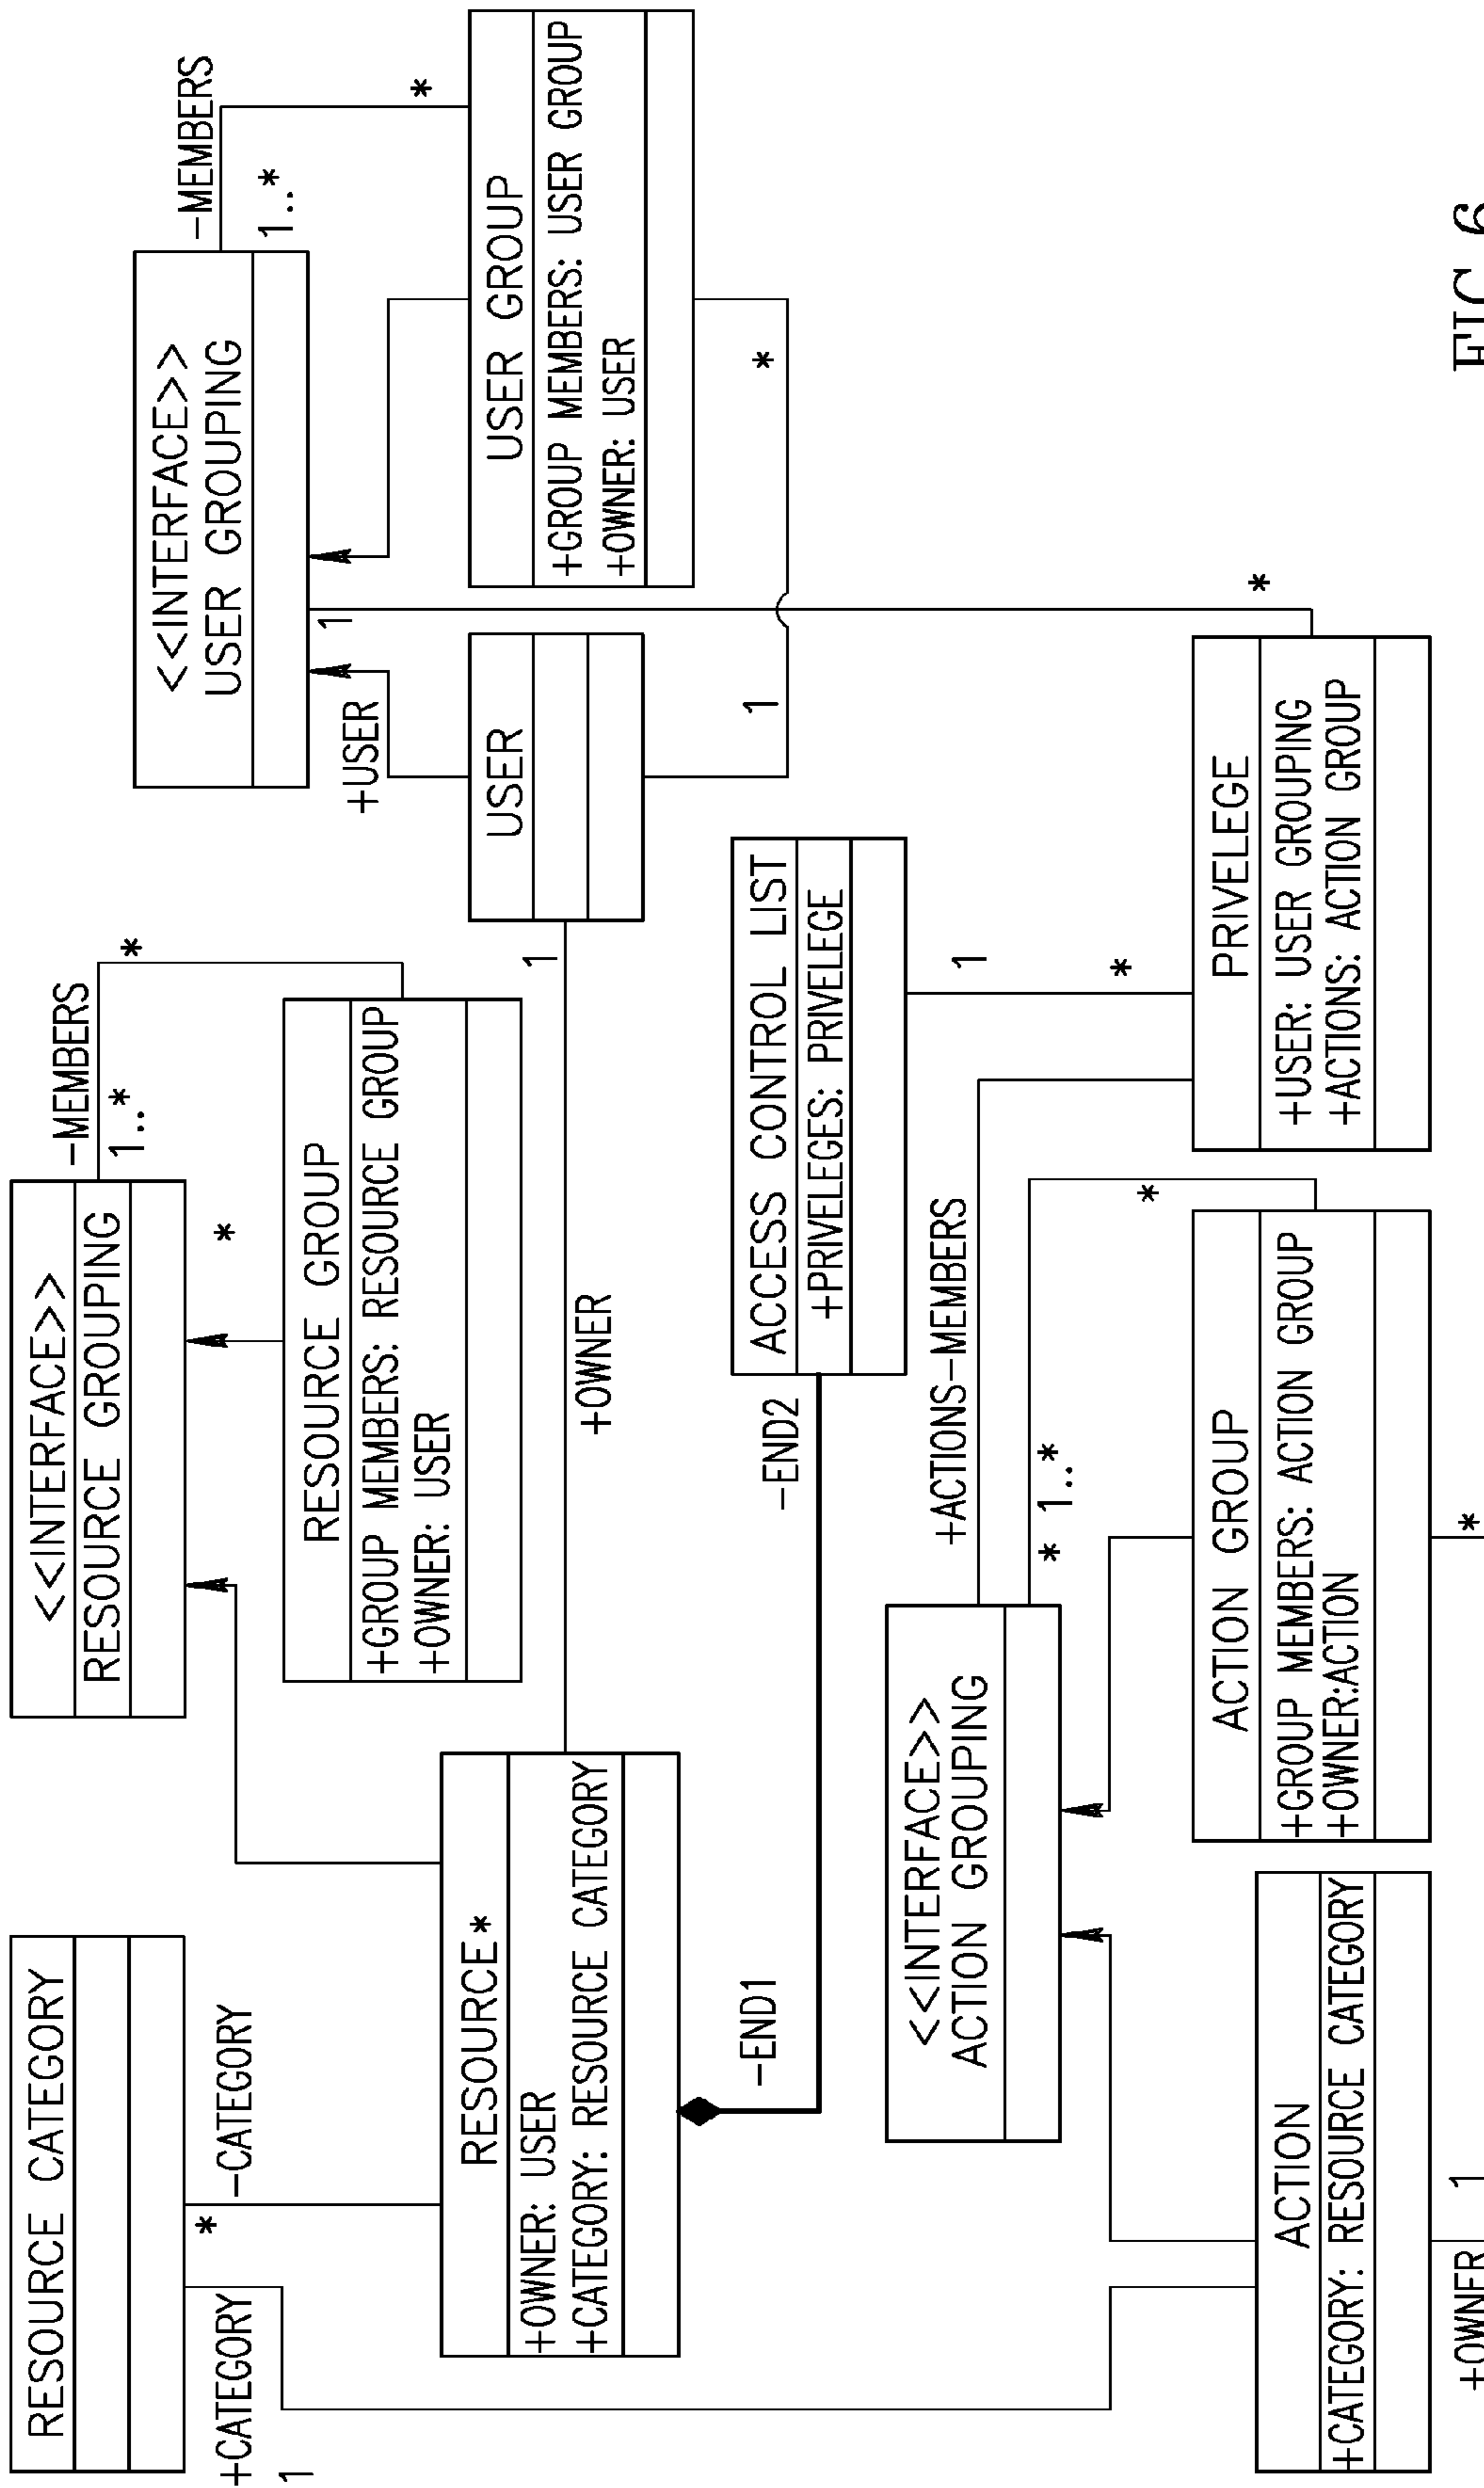 RESOURCE CATEGORY
+CATEGORY
1
*
-CATEGORY
<<INTERFACE>>
RESOURCE GROUPING
-MEMBERS
1..*
*
*
RESOURCE GROUP
+GROUP MEMBERS: RESOURCE GROUP
+OWNER: USER
<<INTERFACE>>
USER GROUPING
-MEMBERS
1..*
*
+USER
1
USER
USER GROUP
+GROUP MEMBERS: USER GROUP
+OWNER: USER
1
*
RESOURCE*
+OWNER: USER
+CATEGORY: RESOURCE CATEGORY
+OWNER
1
-END1
-END2
ACCESS CONTROL LIST
+PRIVELEGES: PRIVELEGE
1
*
*
<<INTERFACE>>
ACTION GROUPING
+ACTIONS-MEMBERS
* 1..*
*
ACTION
+CATEGORY: RESOURCE CATEGORY
ACTION GROUP
+GROUP MEMBERS: ACTION GROUP
+OWNER:ACTION
PRIVELEGE
+USER: USER GROUPING
+ACTIONS: ACTION GROUP
+OWNER
1
*
FIG. 6